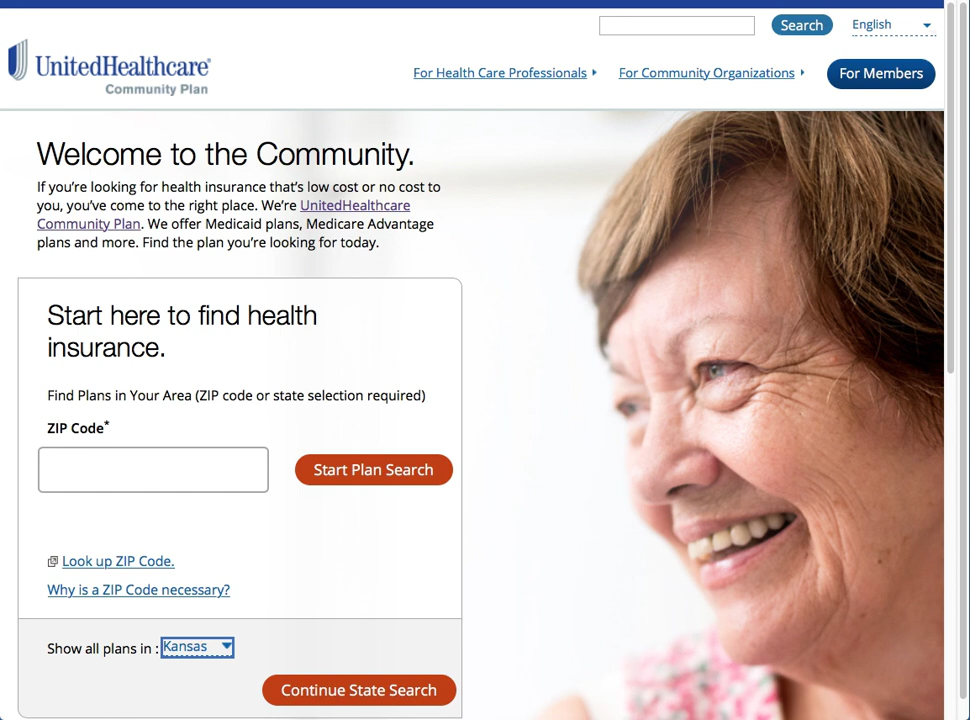 Search
English
UnitedHealthcare®
Community Plan
For Health Care Professionals
For Community Organizations
For Members
Welcome to the Community.
If you’re looking for health insurance that’s low cost or no cost to
you, you’ve come to the right place. We’re UnitedHealthcare
Community Plan. We offer Medicaid plans, Medicare Advantage
plans and more. Find the plan you’re looking for today.
Start here to find health
insurance.
Find Plans in Your Area (ZIP code or state selection required)
ZIP Code*
Start Plan Search
Look up ZIP Code.
Why is a ZIP Code necessary?
Show all plans in : Kansas
Continue State Search